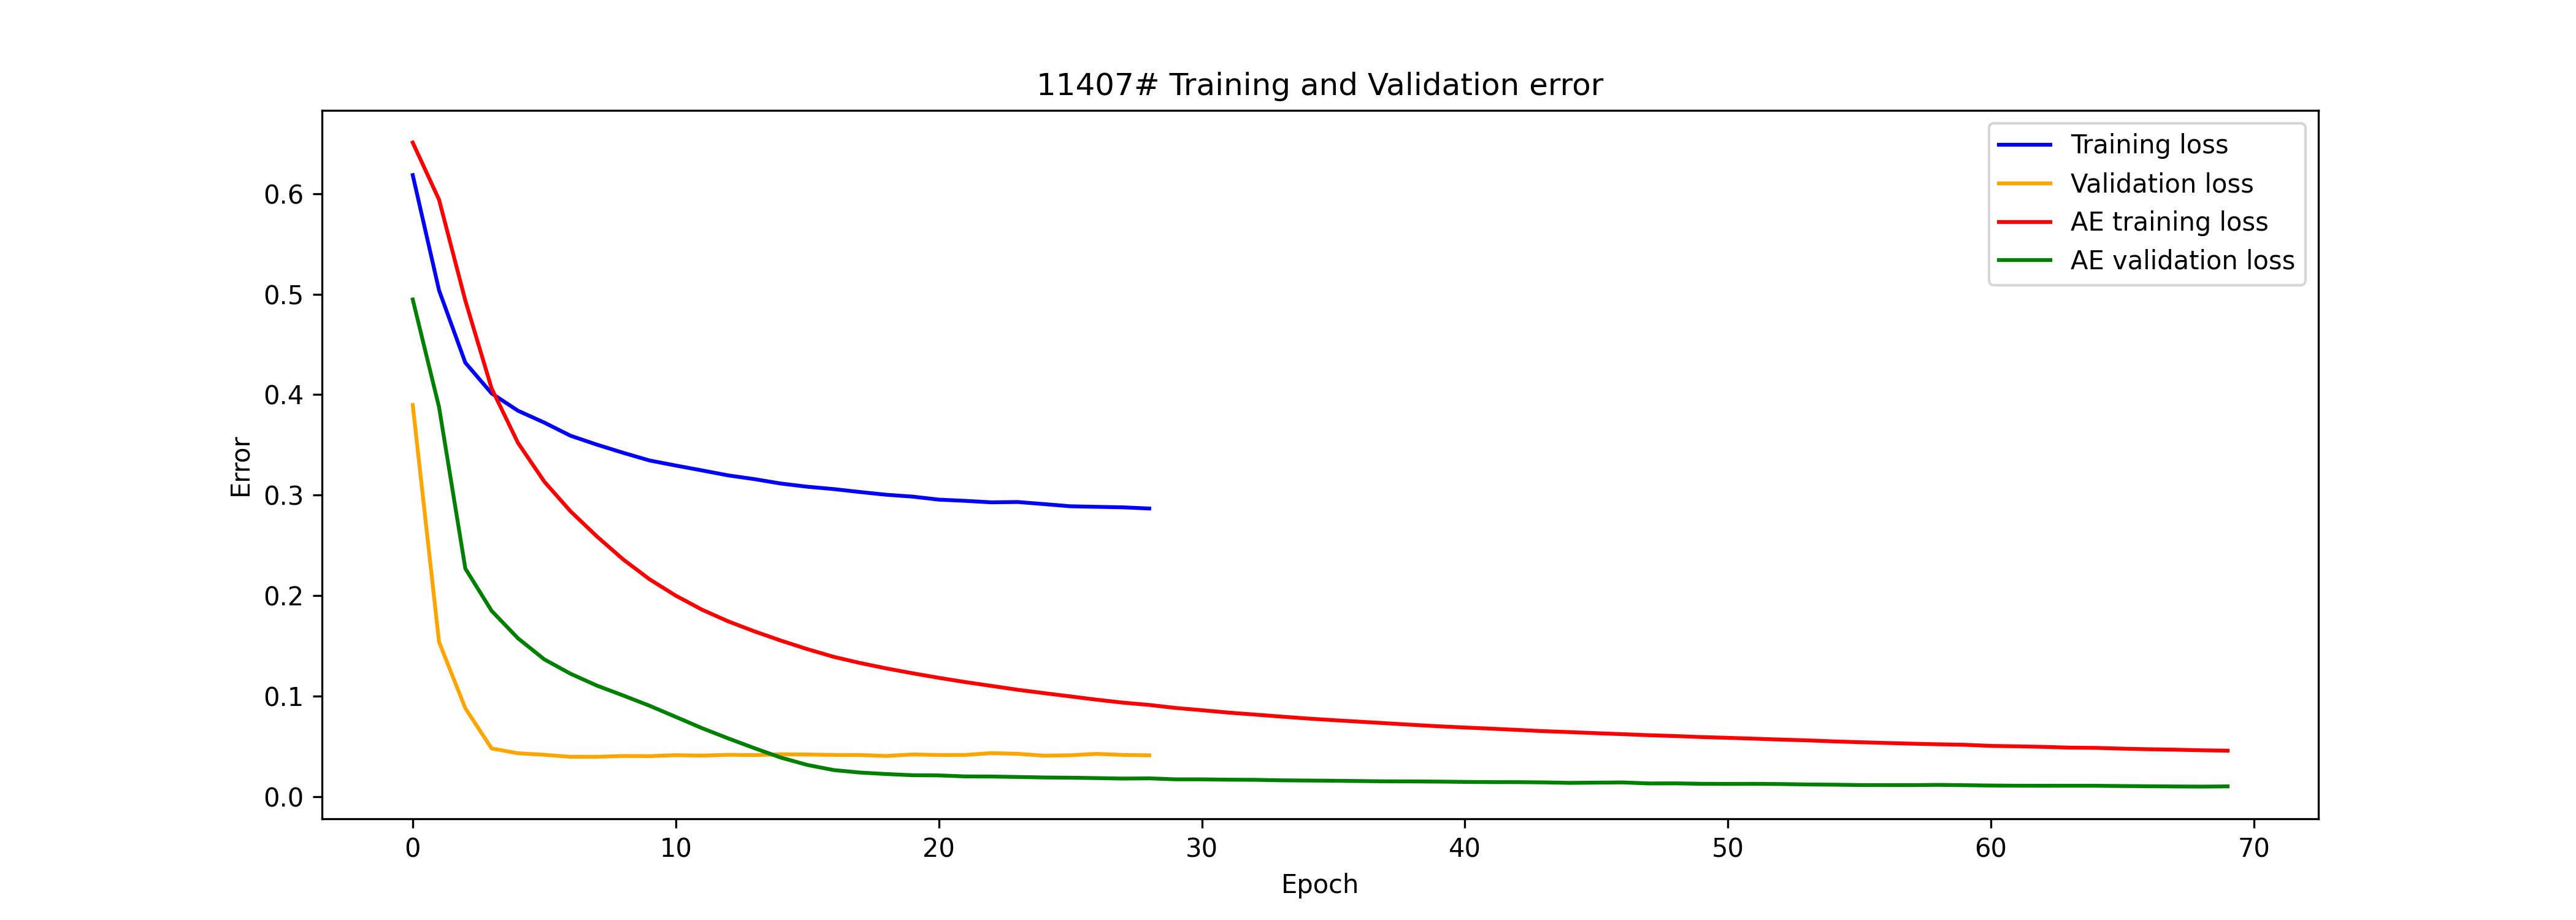 11407# Training and Validation error
Training loss
Validation loss
AE training loss
AE validation loss
Error
0.6
0.5
0.4
0.3
0.2
0.1
0.0
0 10 20 30 40 50 60 70
Epoch